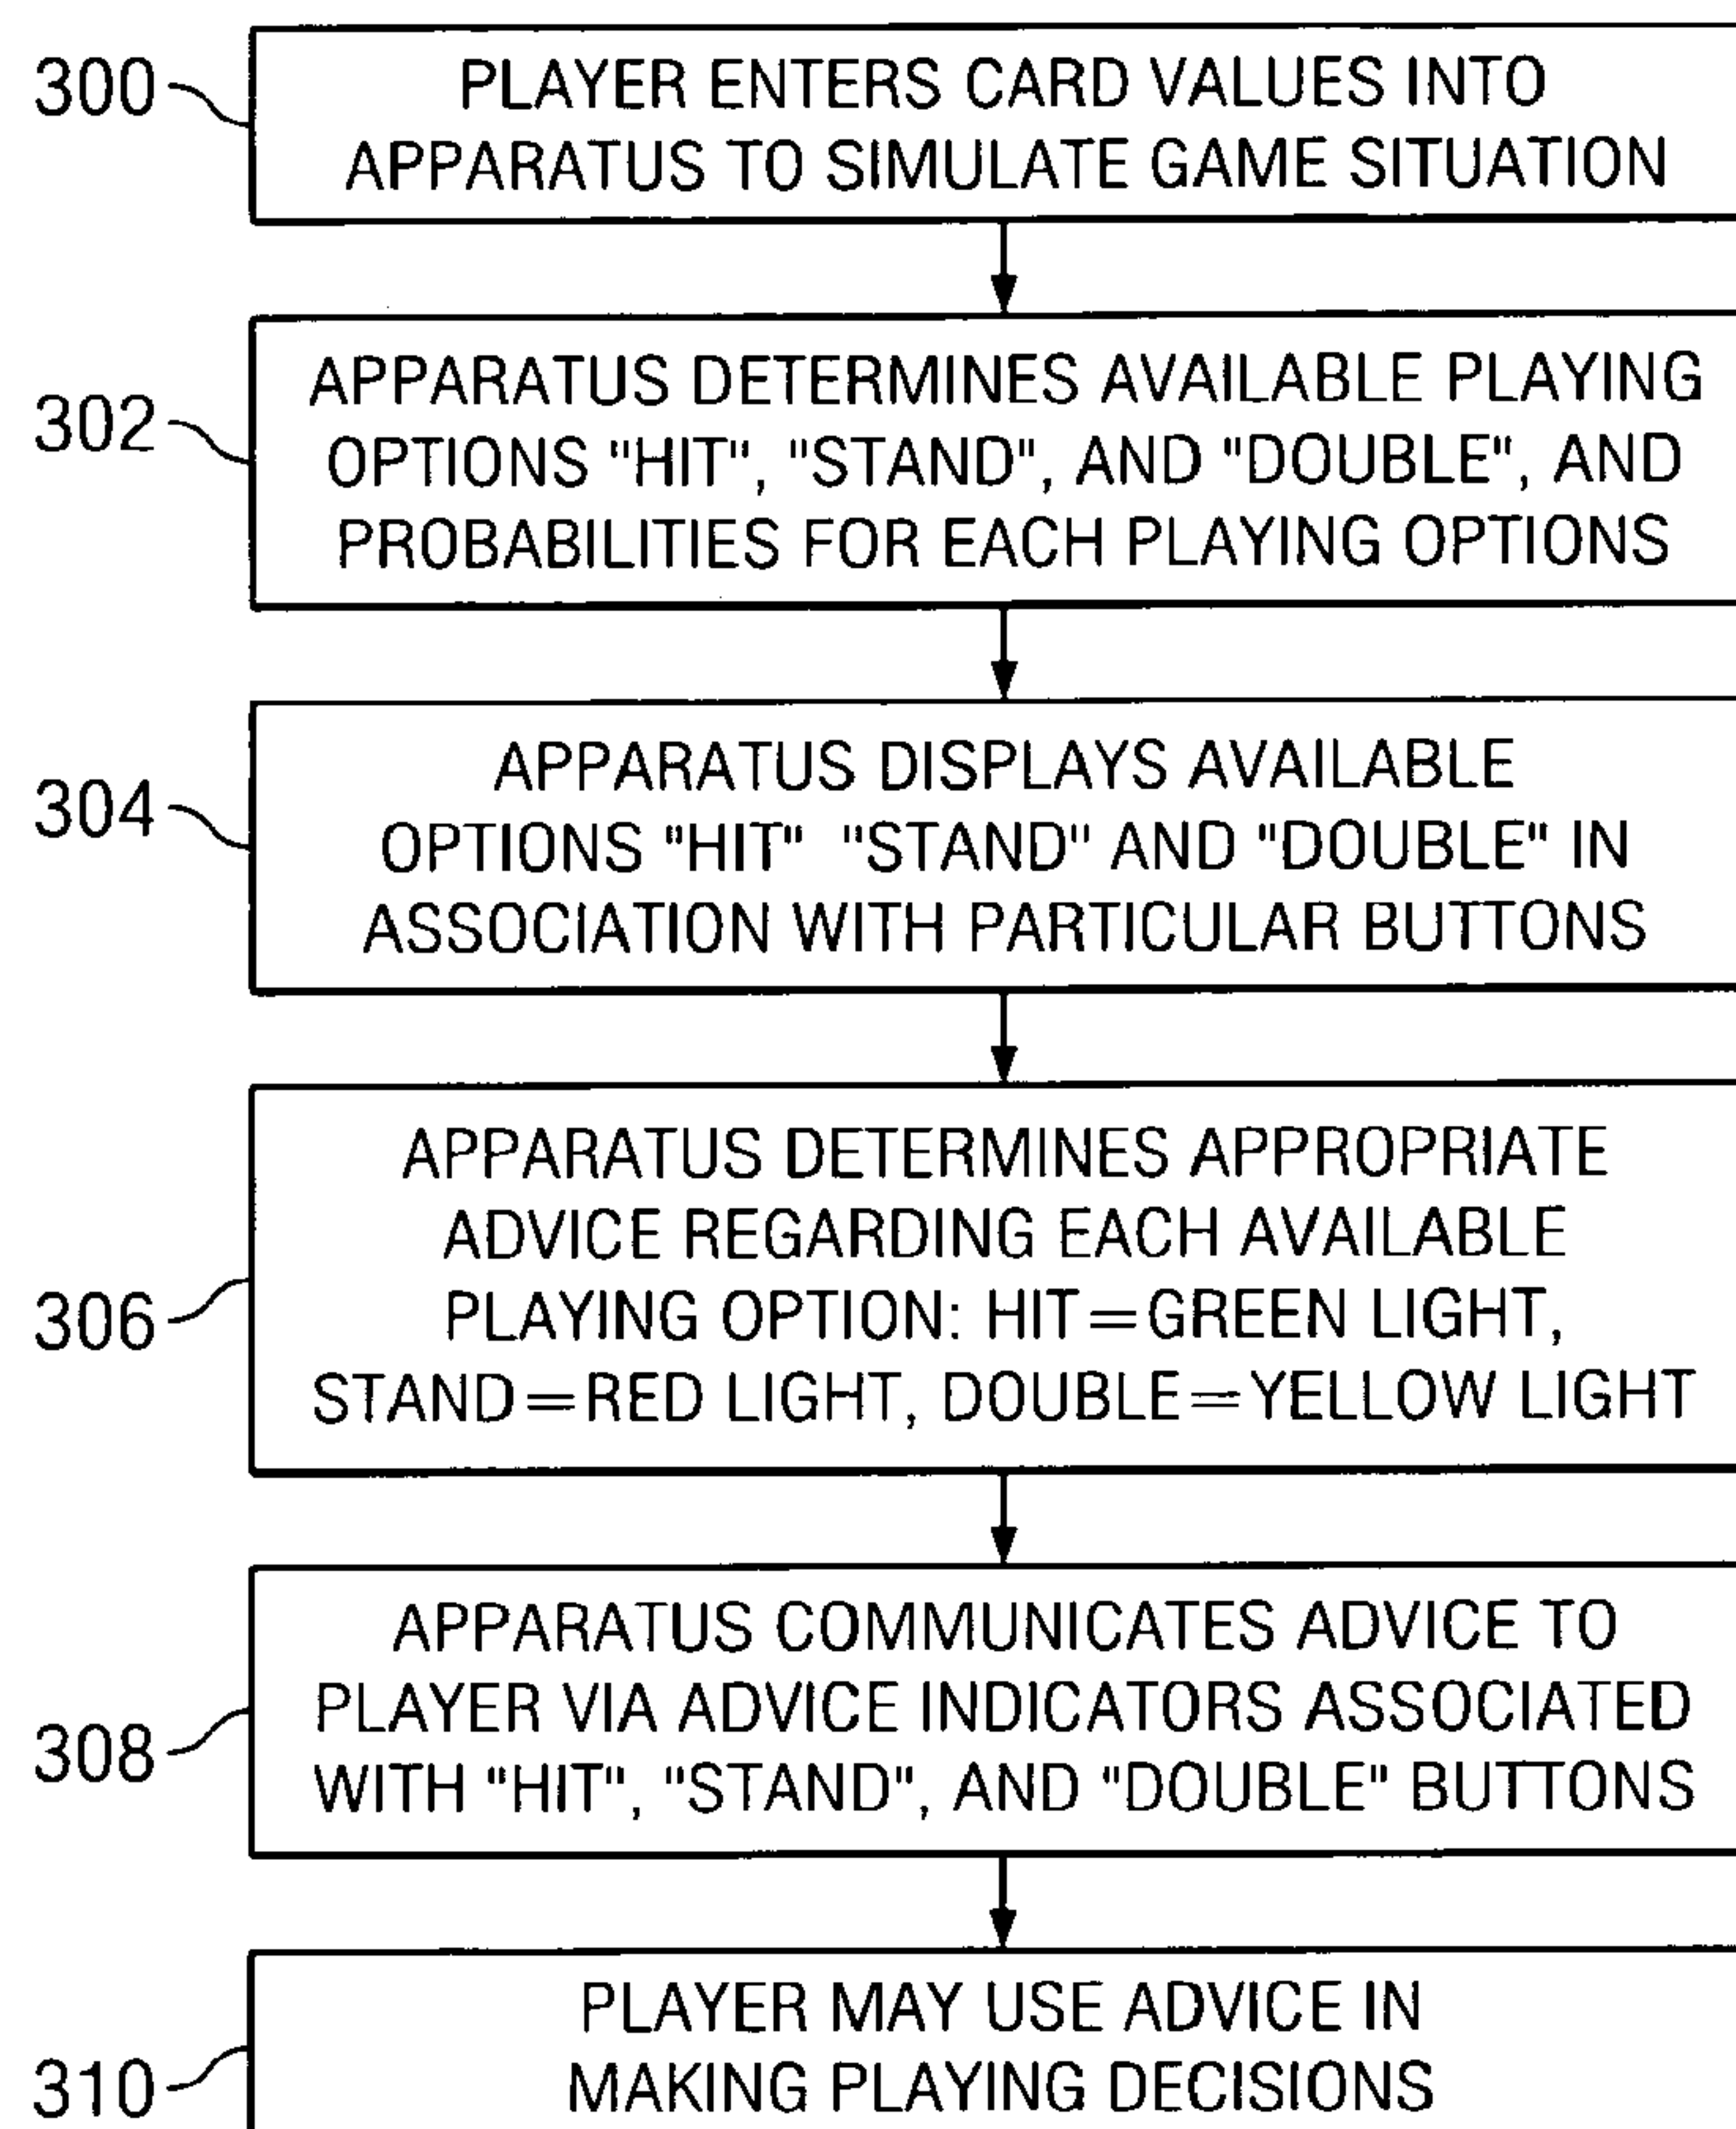 300
PLAYER ENTERS CARD VALUES INTO
APPARATUS TO SIMULATE GAME SITUATION
302
APPARATUS DETERMINES AVAILABLE PLAYING
OPTIONS "HIT", "STAND", AND "DOUBLE", AND
PROBABILITIES FOR EACH PLAYING OPTIONS
304
APPARATUS DISPLAYS AVAILABLE
OPTIONS "HIT" "STAND" AND "DOUBLE" IN
ASSOCIATION WITH PARTICULAR BUTTONS
306
APPARATUS DETERMINES APPROPRIATE
ADVICE REGARDING EACH AVAILABLE
PLAYING OPTION: HIT=GREEN LIGHT,
STAND=RED LIGHT, DOUBLE=YELLOW LIGHT
308
APPARATUS COMMUNICATES ADVICE TO
PLAYER VIA ADVICE INDICATORS ASSOCIATED
WITH "HIT", "STAND", AND "DOUBLE" BUTTONS
310
PLAYER MAY USE ADVICE IN
MAKING PLAYING DECISIONS